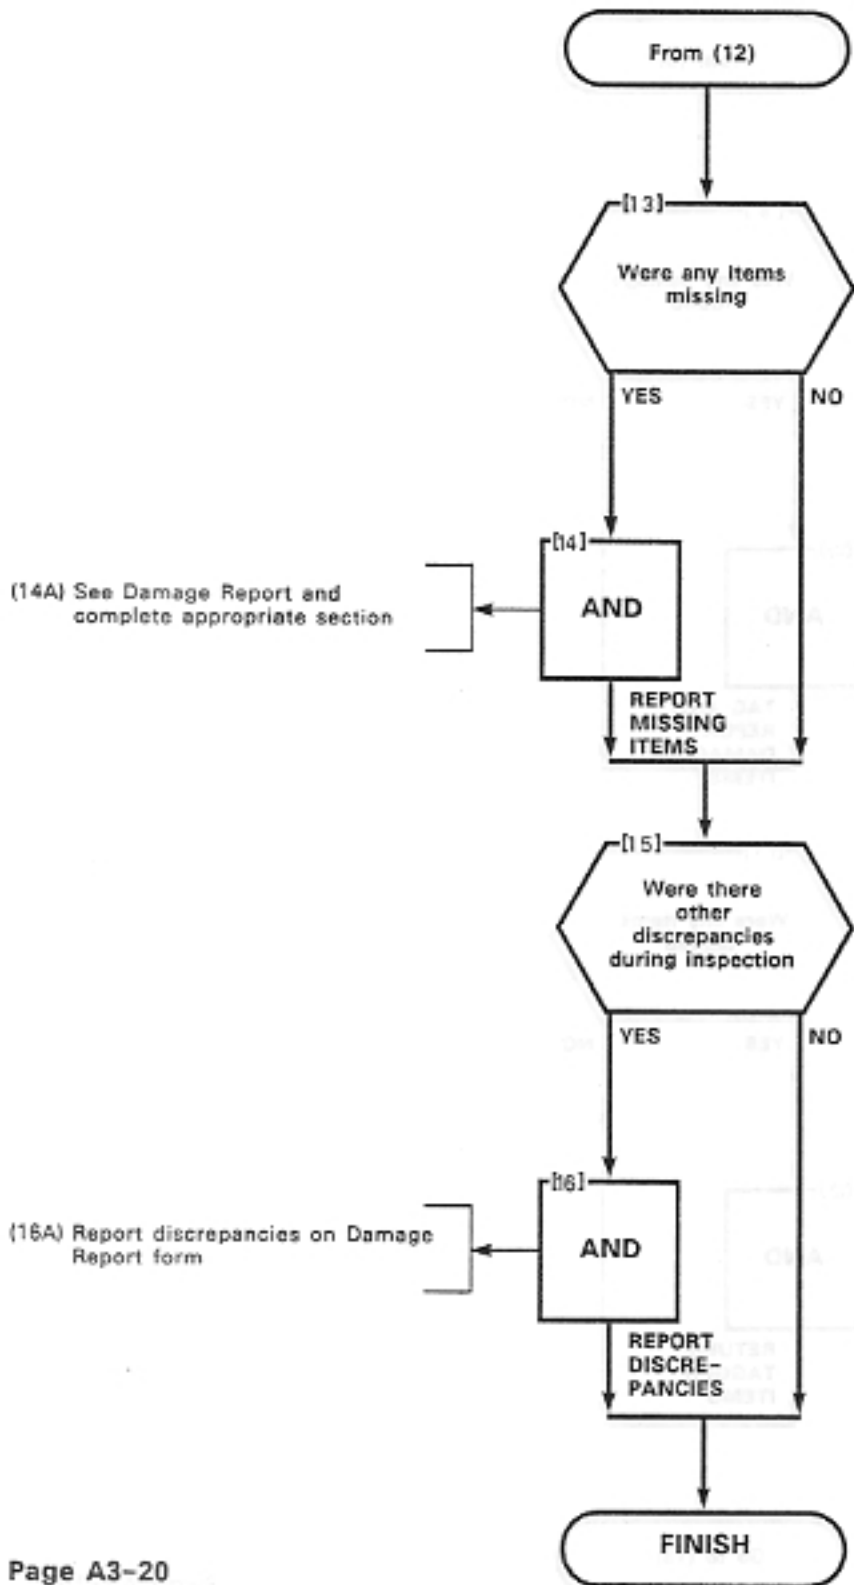 From (12)
[13]
Were any items
missing
YES
NO
[14]
AND
(14A) See Damage Report and
complete appropriate section
REPORT
MISSING
ITEMS
[15]
Were there
other
discrepancies
during inspection
YES
NO
[16]
AND
(16A) Report discrepancies on Damage
Report form
REPORT
DISCRE-
PANCIES
FINISH
Page A3-20